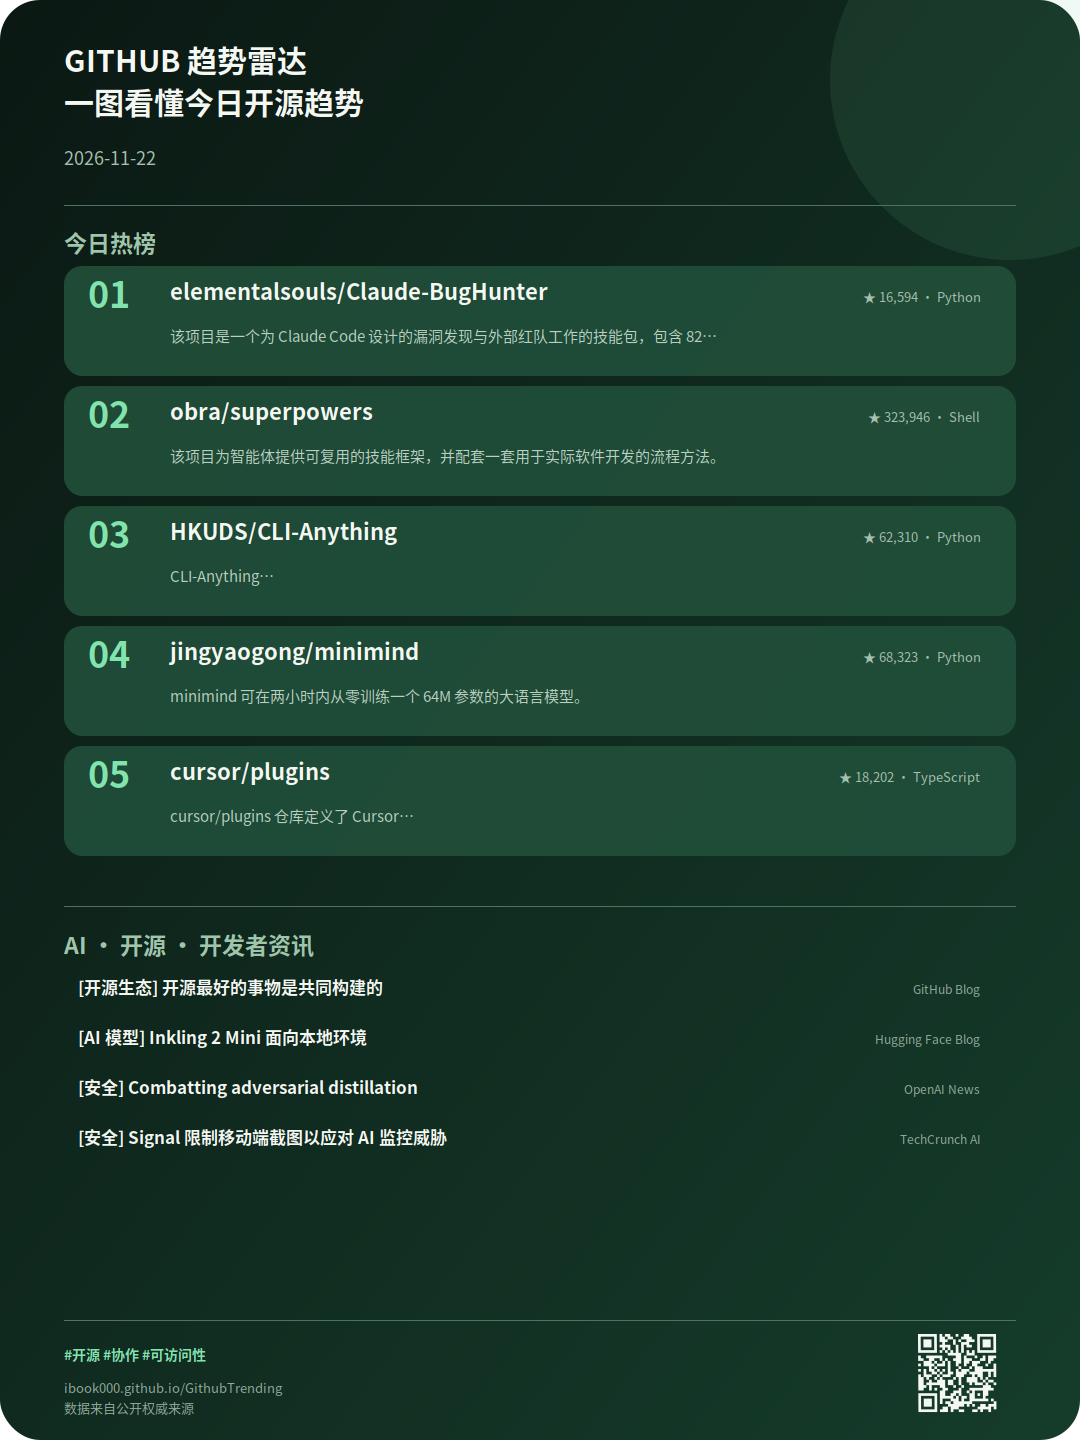 GITHUB 趋势雷达
一图看懂今日开源趋势
2026-11-22
今日热榜
01
elementalsouls/Claude-BugHunter
★ 16,594 · Python
该项目是一个为 Claude Code 设计的漏洞发现与外部红队工作的技能包，包含 82…
02
obra/superpowers
★ 323,946 · Shell
该项目为智能体提供可复用的技能框架，并配套一套用于实际软件开发的流程方法。
03
HKUDS/CLI-Anything
★ 62,310 · Python
CLI-Anything…
04
jingyaogong/minimind
★ 68,323 · Python
minimind 可在两小时内从零训练一个 64M 参数的大语言模型。
05
cursor/plugins
★ 18,202 · TypeScript
cursor/plugins 仓库定义了 Cursor…
AI · 开源 · 开发者资讯
[开源生态] 开源最好的事物是共同构建的
GitHub Blog
[AI 模型] Inkling 2 Mini 面向本地环境
Hugging Face Blog
[安全] Combatting adversarial distillation
OpenAI News
[安全] Signal 限制移动端截图以应对 AI 监控威胁
TechCrunch AI
#开源 #协作 #可访问性
ibook000.github.io/GithubTrending
数据来自公开权威来源